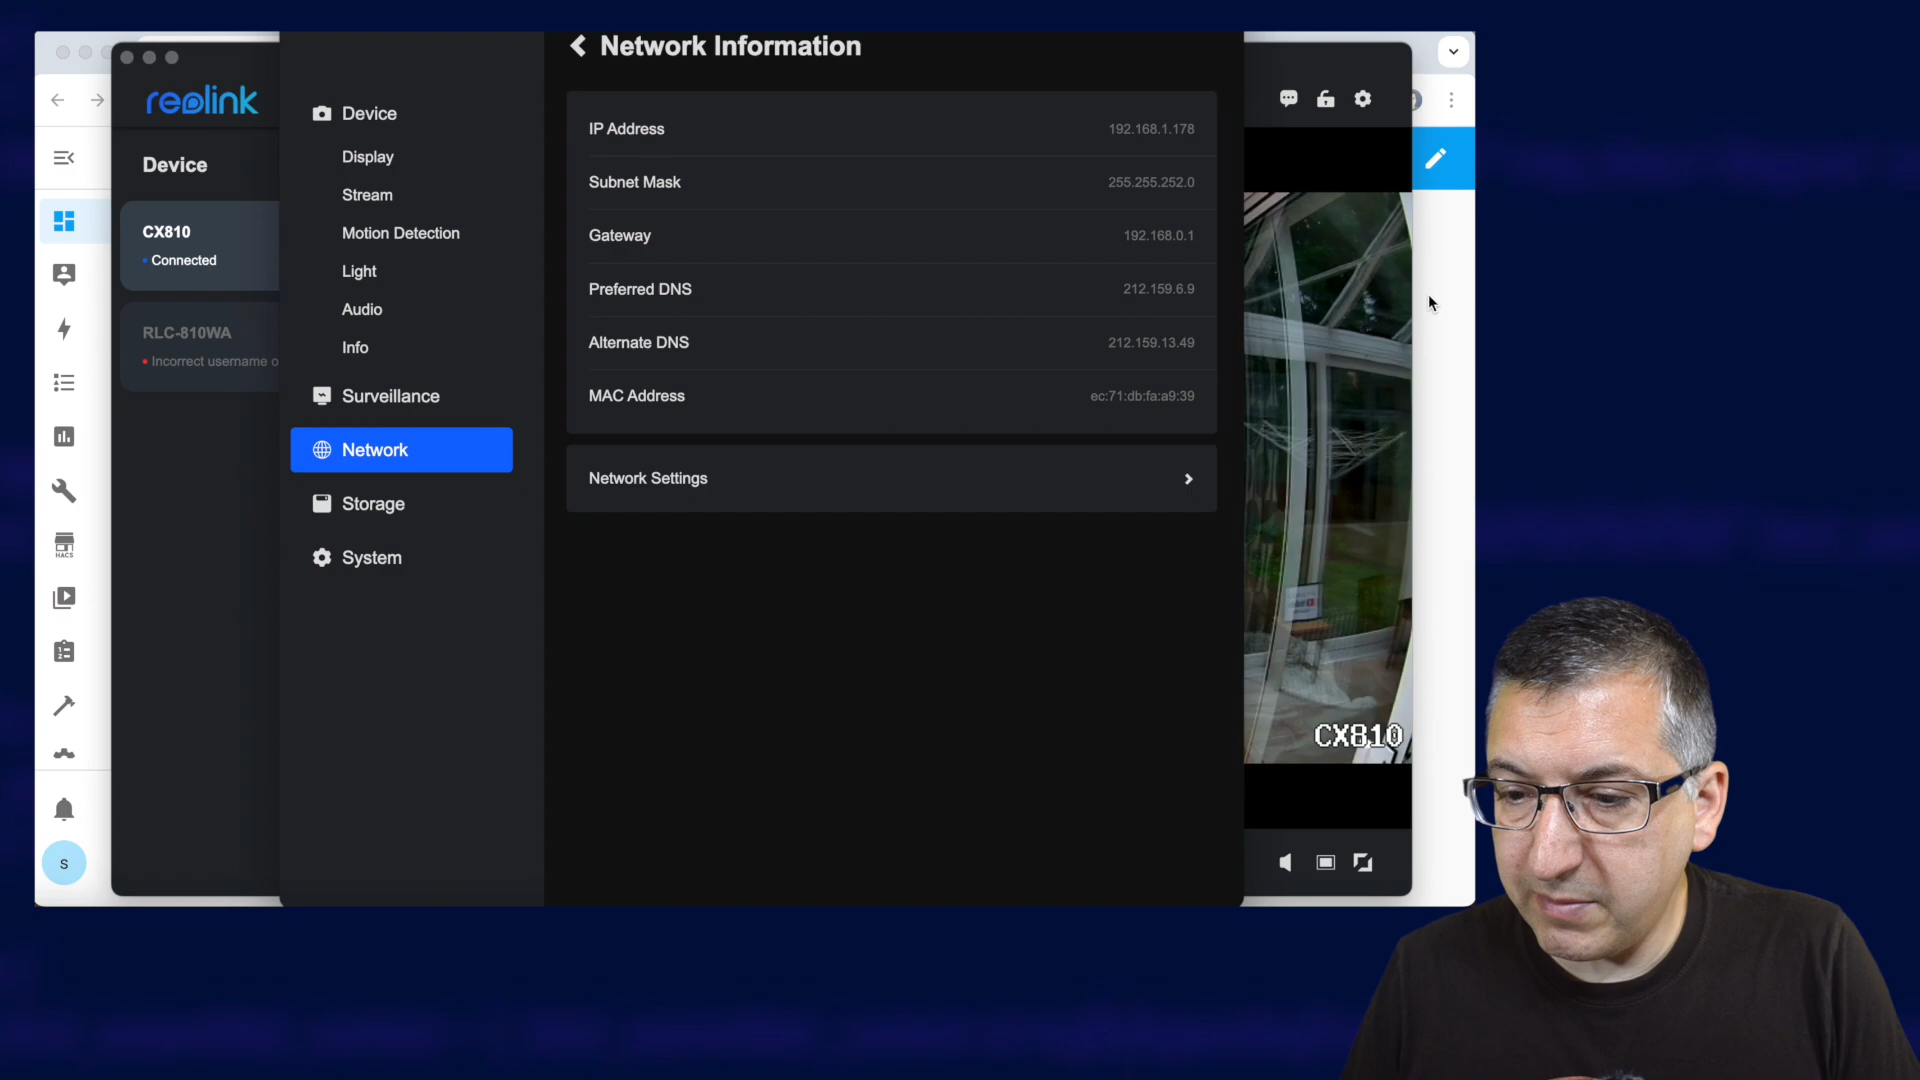 reolink
Device
CX810
Connected
RLC-810WA
Incorrect username o
Device
Display
Stream
Motion Detection
Light
Audio
Info
Surveillance
Network
Storage
System
Network Information
IP Address 192.168.1.178
Subnet Mask 255.255.252.0
Gateway 192.168.0.1
Preferred DNS 212.159.6.9
Alternate DNS 212.159.13.49
MAC Address ec:71:db:fa:a9:39
Network Settings
CX810
HACS
S